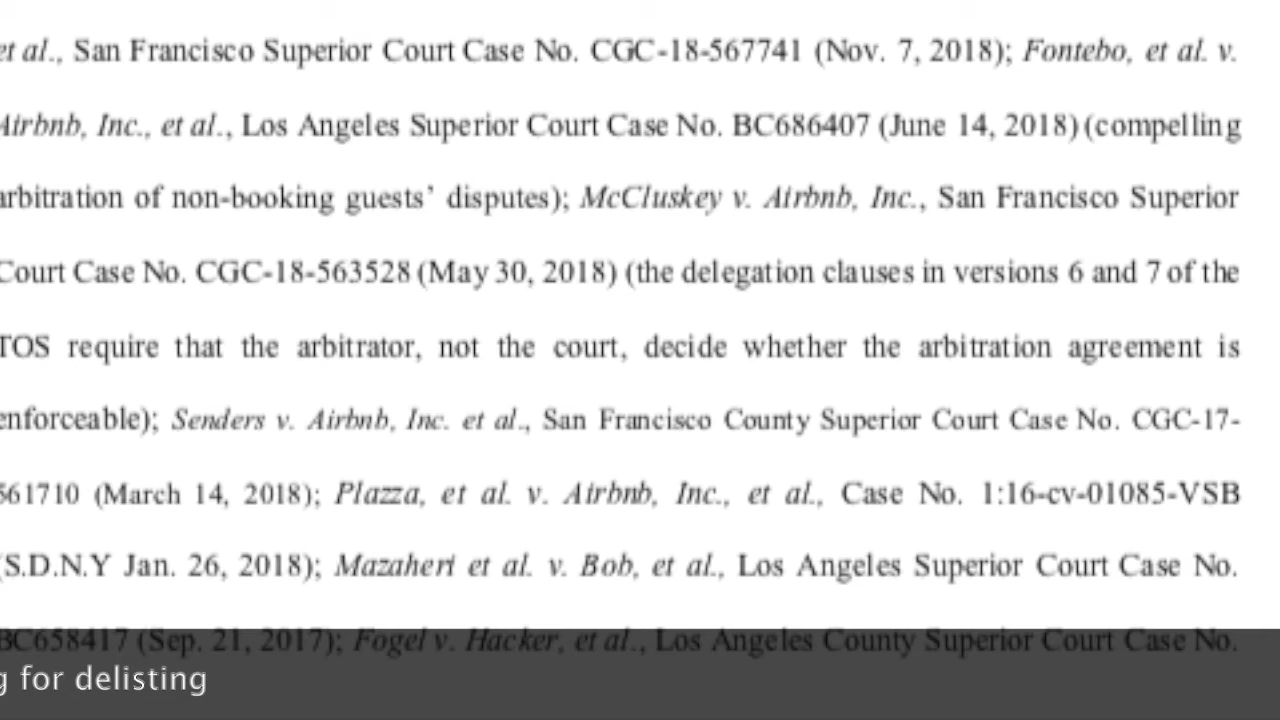 et al., San Francisco Superior Court Case No. CGC-18-567741 (Nov. 7, 2018); Fontebo, et al. v.
Airbnb, Inc., et al., Los Angeles Superior Court Case No. BC686407 (June 14, 2018) (compelling
arbitration of non-booking guests' disputes); McCluskey v. Airbnb, Inc., San Francisco Superior
Court Case No. CGC-18-563528 (May 30, 2018) (the delegation clauses in versions 6 and 7 of the
TOS require that the arbitrator, not the court, decide whether the arbitration agreement is
enforceable); Senders v. Airbnb, Inc. et al., San Francisco County Superior Court Case No. CGC-17-
561710 (March 14, 2018); Plazza, et al. v. Airbnb, Inc., et al., Case No. 1:16-cv-01085-VSB
(S.D.N.Y Jan. 26, 2018); Mazaheri et al. v. Bob, et al., Los Angeles Superior Court Case No.
BC658417 (Sep. 21, 2017); Fogel v. Hacker, et al., Los Angeles County Superior Court Case No.
g for delisting